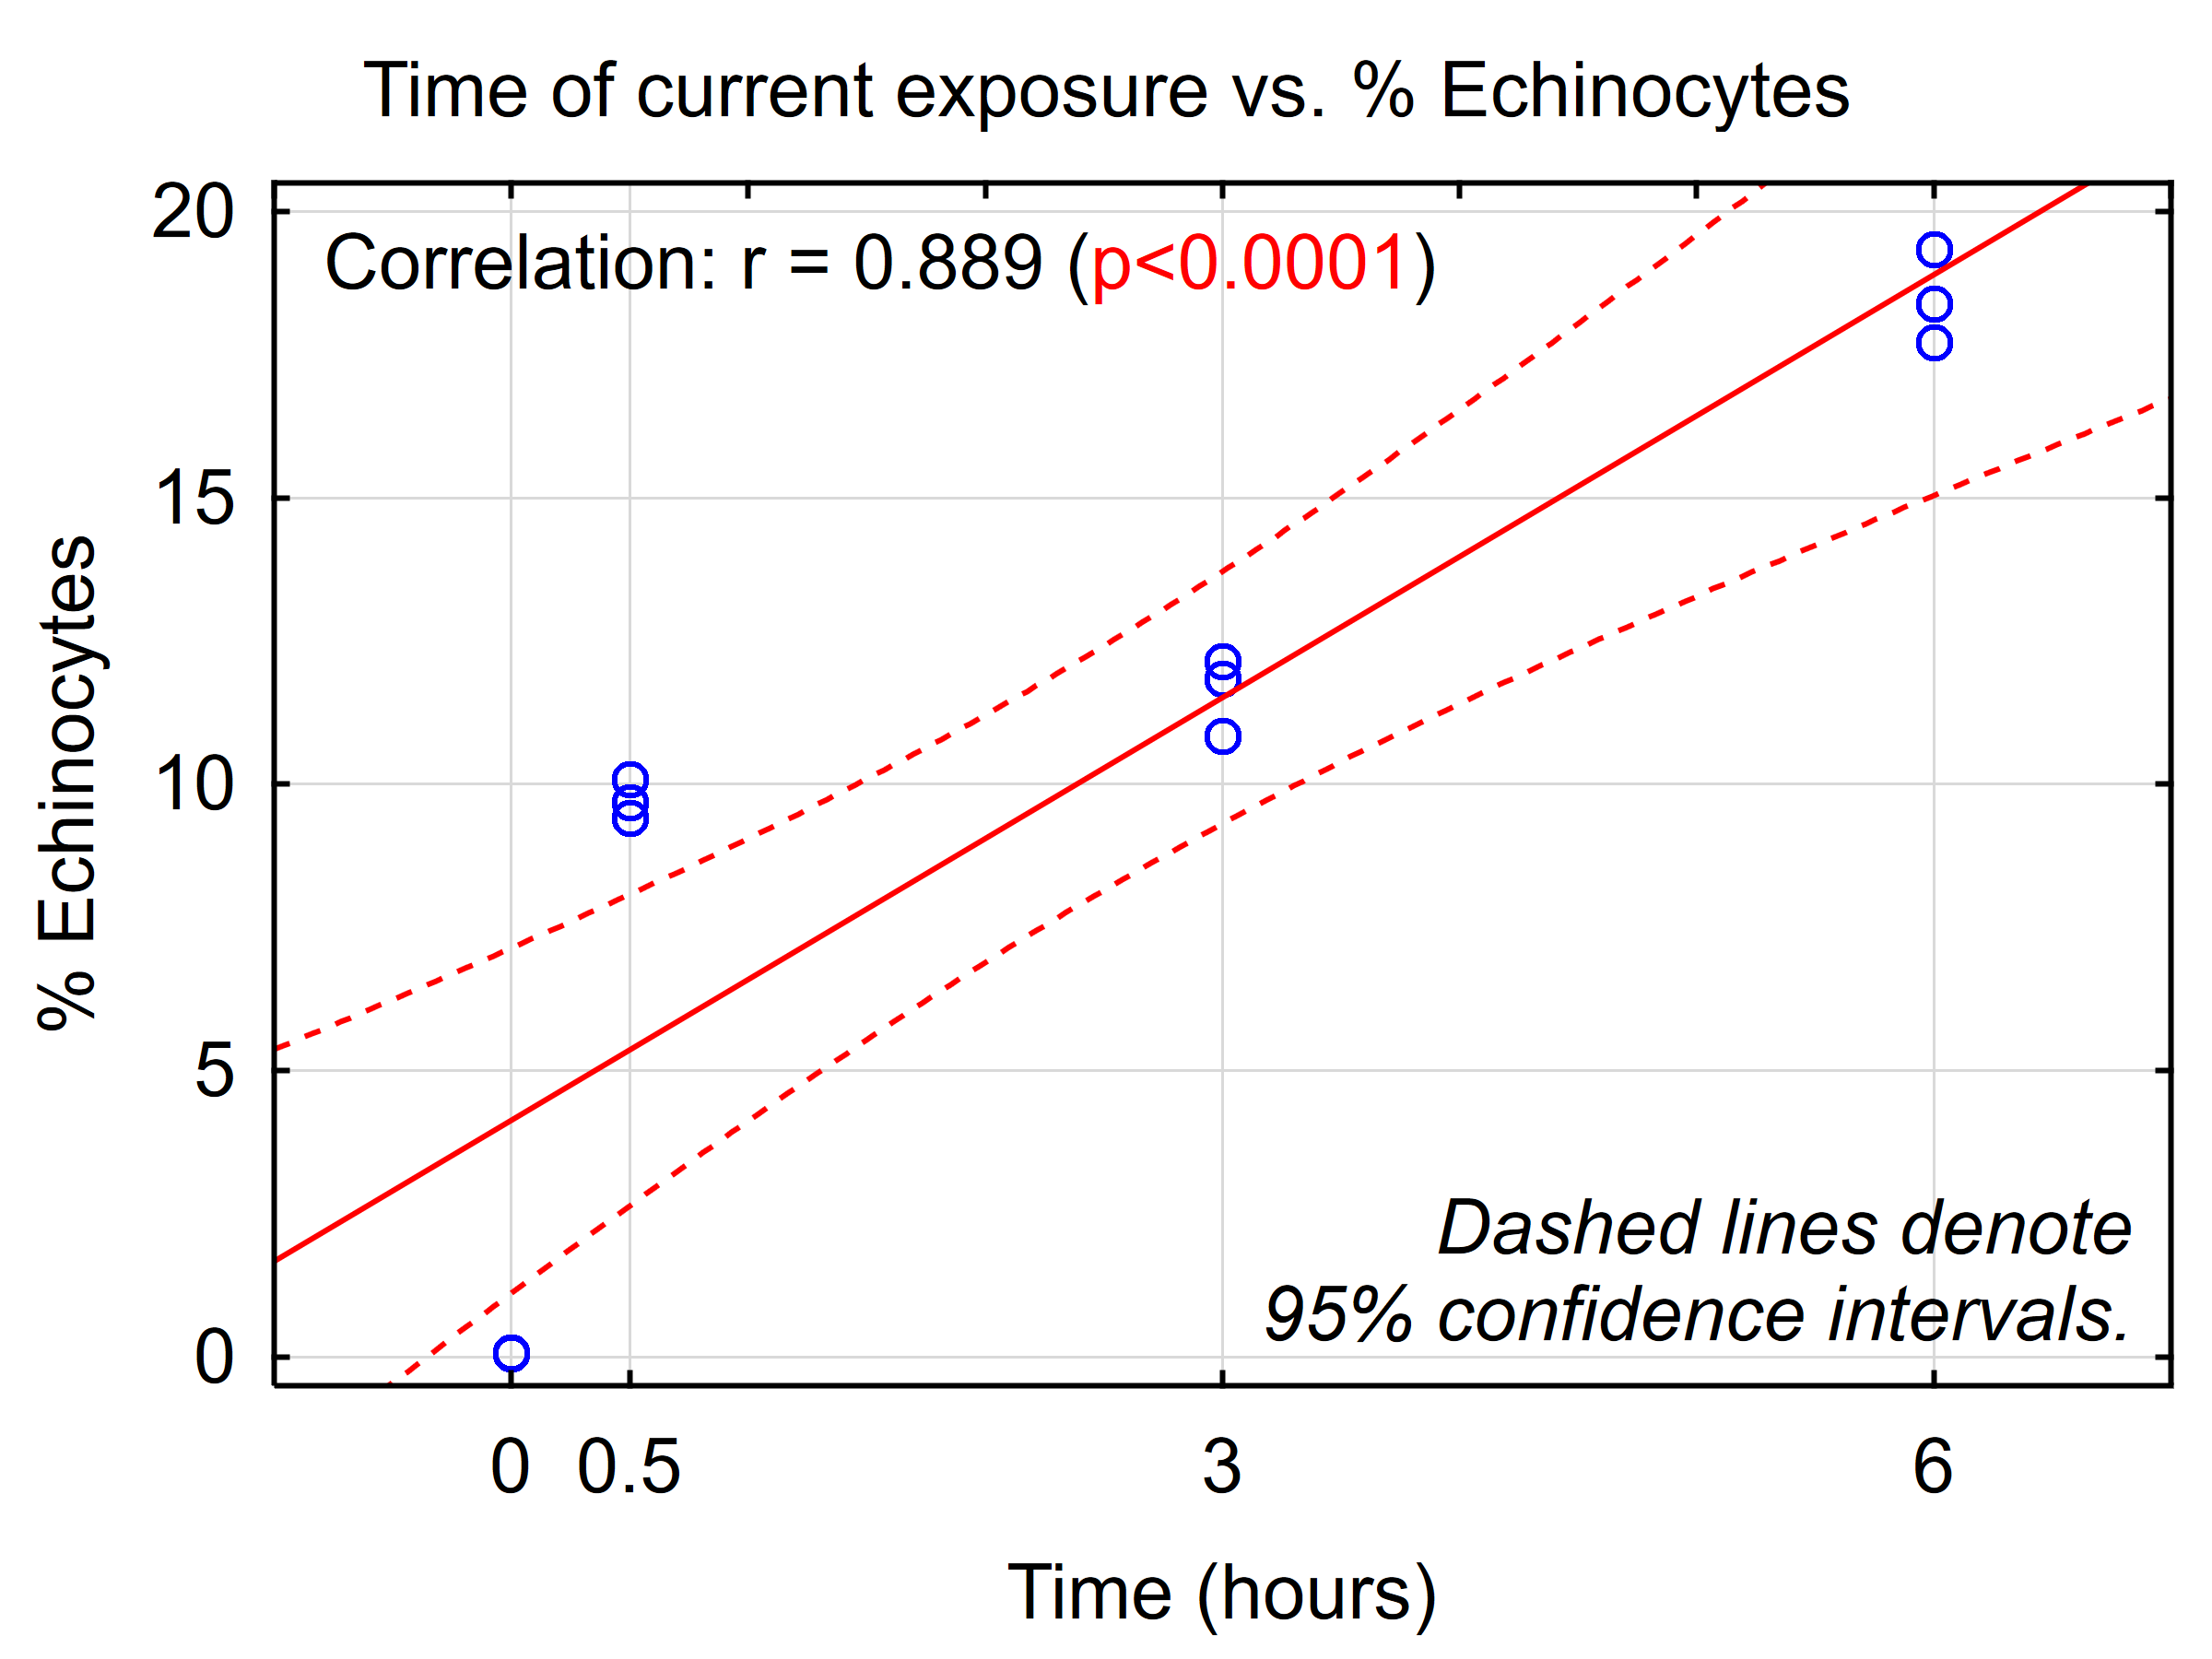 Time of current exposure vs. % Echinocytes
Correlation: r = 0.889 (p<0.0001)
20
15
10
5
0
% Echinocytes
Dashed lines denote
95% confidence intervals.
0 0.5 3 6
Time (hours)